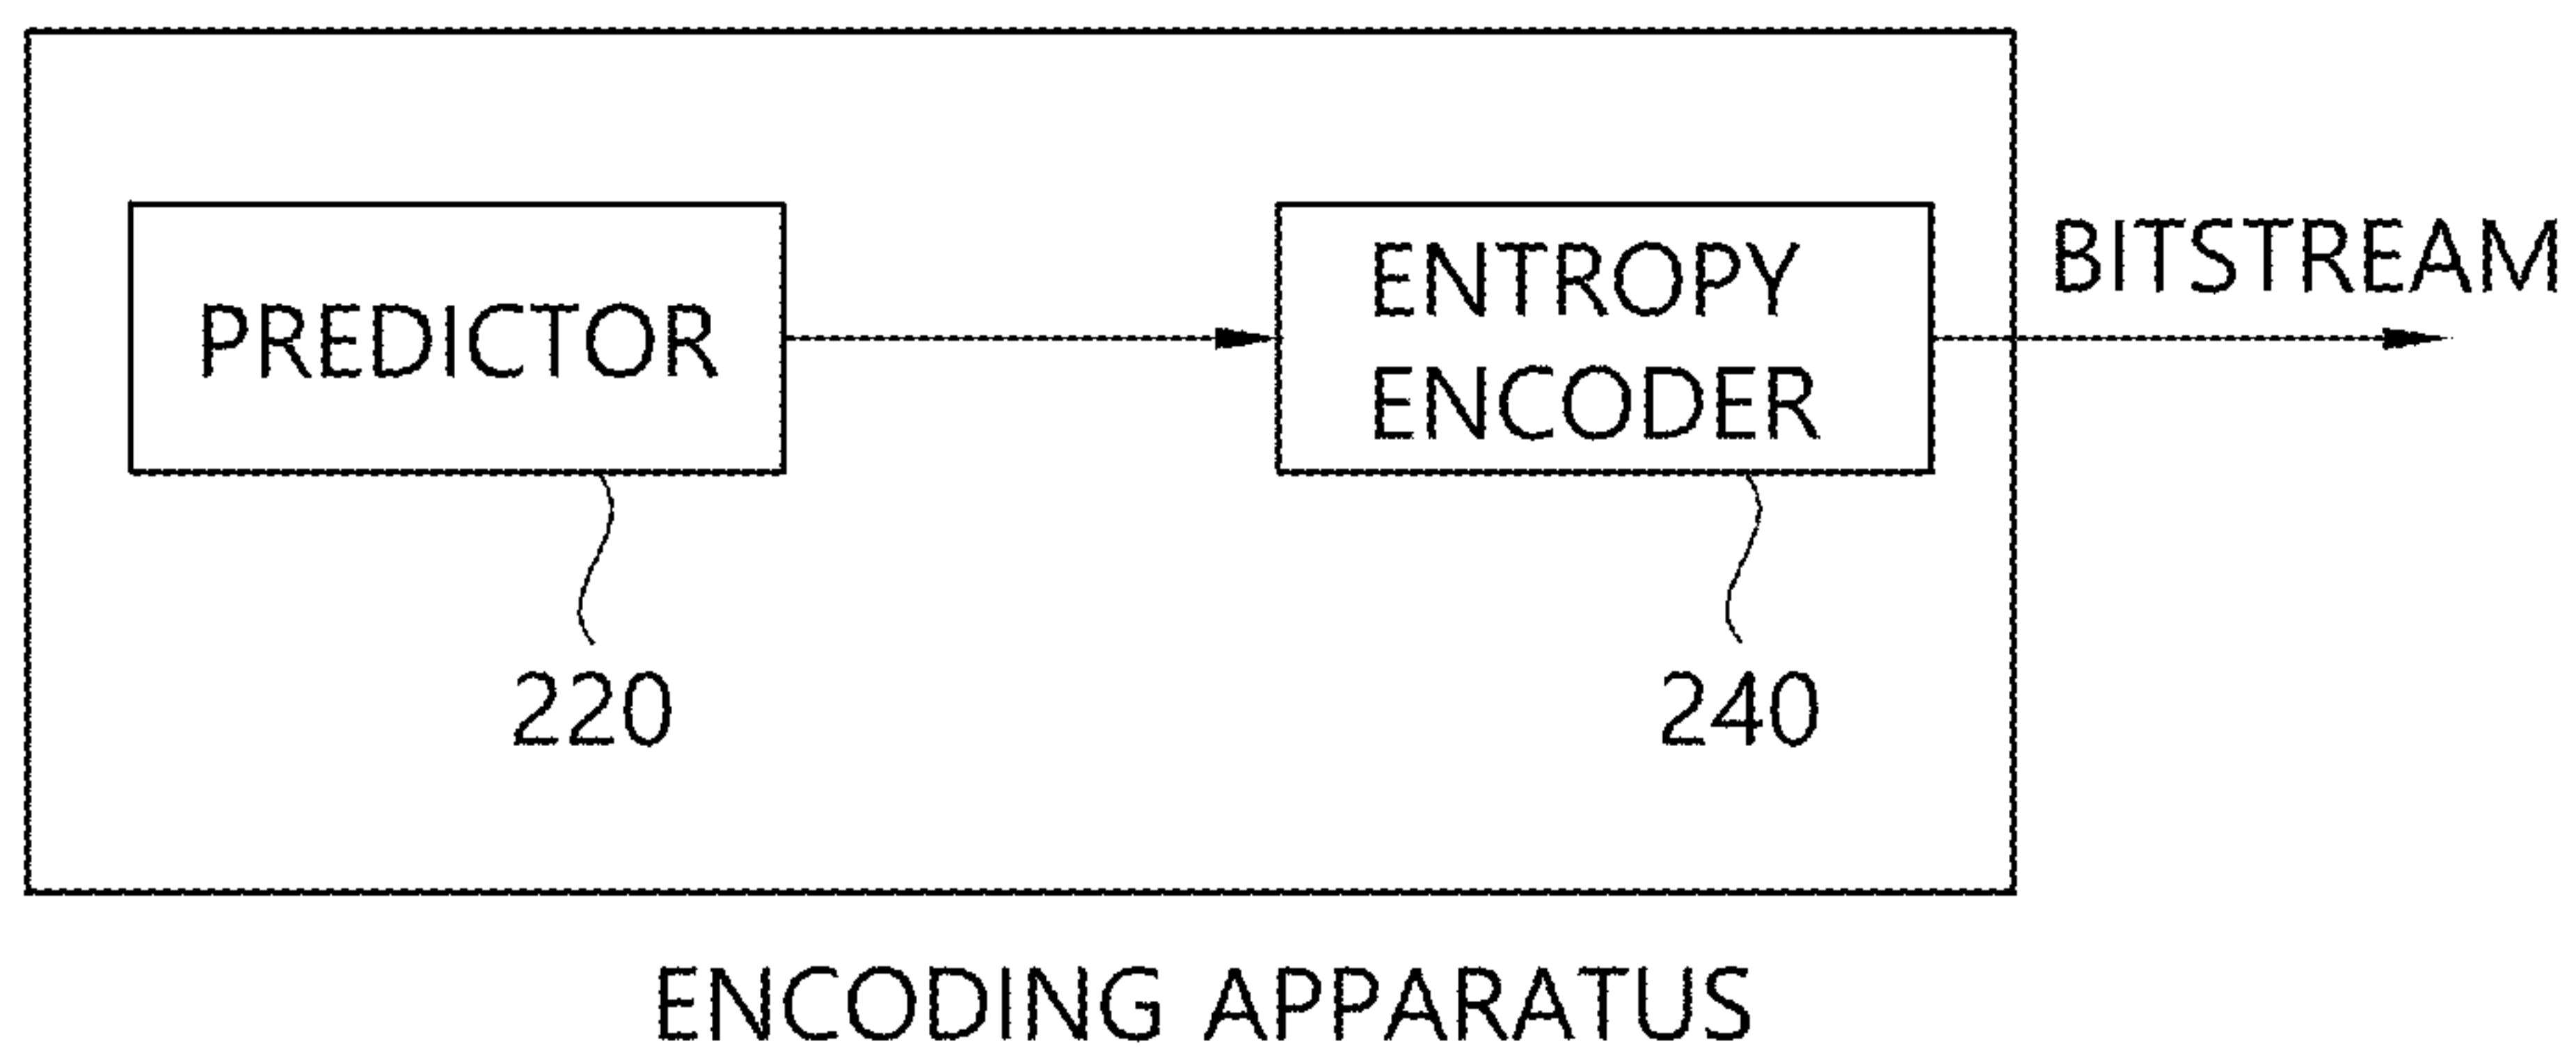 PREDICTOR
ENTROPY
ENCODER
BITSTREAM
220
240
ENCODING APPARATUS